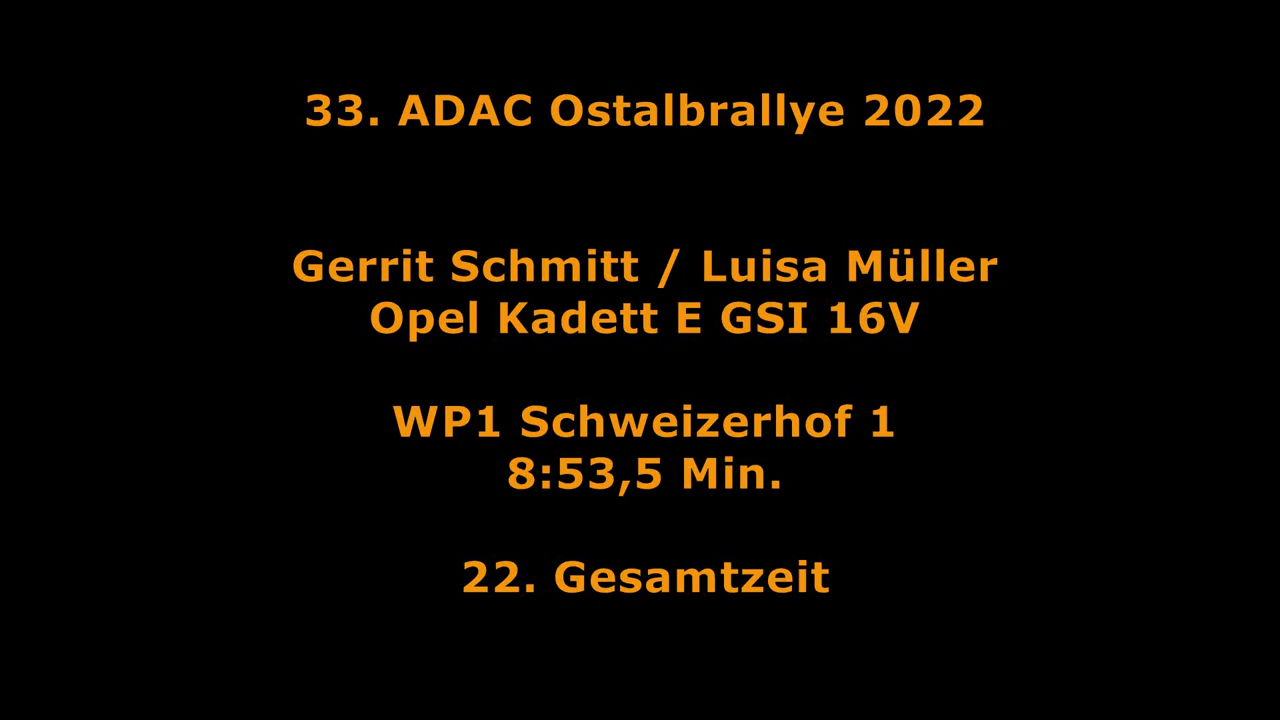 33. ADAC Ostalbrallye 2022
Gerrit Schmitt / Luisa Müller
Opel Kadett E GSI 16V
WP1 Schweizerhof 1
8:53,5 Min.
22. Gesamtzeit